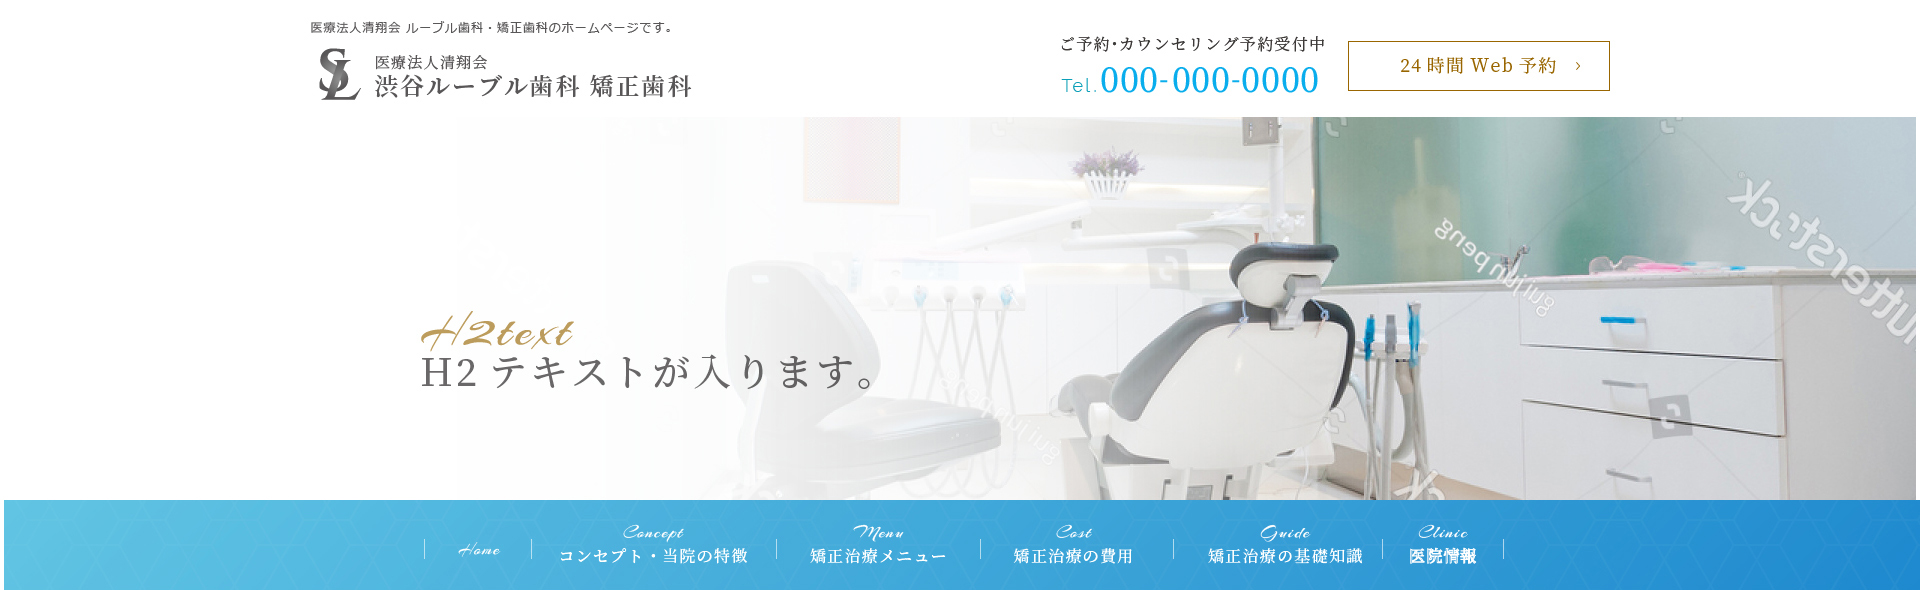 医療法人清翔会 ルーブル歯科・矯正歯科のホームページです。
SL
医療法人清翔会
渋谷ルーブル歯科 矯正歯科
ご予約・カウンセリング予約受付中
Tel.000-000-0000
24 時間 Web 予約
H2text
H2 テキストが入ります。
Home
Concept
コンセプト・当院の特徴
Menu
矯正治療メニュー
Cost
矯正治療の費用
Guide
矯正治療の基礎知識
Clinic
医院情報